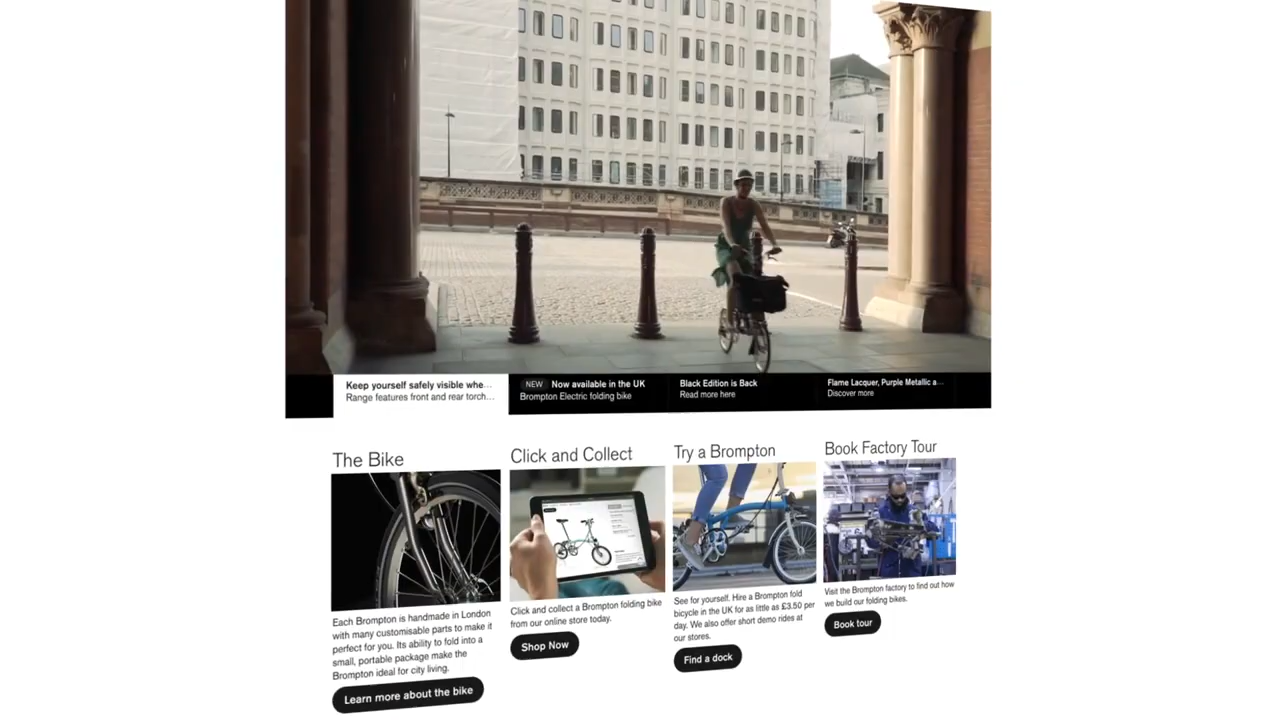 Keep yourself safely visible whe...
Range features front and rear torch...
NEW Now available in the UK
Brompton Electric folding bike
Black Edition is Back
Read more here
Flame Lacquer, Purple Metallic a...
Discover more
The Bike
Each Brompton is handmade in London
with many customisable parts to make it
perfect for you. Its ability to fold into a
small, portable package make the
Brompton ideal for city living.
Learn more about the bike
Click and Collect
Click and collect a Brompton folding bike
from our online store today.
Shop Now
Try a Brompton
See for yourself. Hire a Brompton fold
bicycle in the UK for as little as £3.50 per
day. We also offer short demo rides at
our stores.
Find a dock
Book Factory Tour
Visit the Brompton factory to find out how
we build our folding bikes.
Book tour